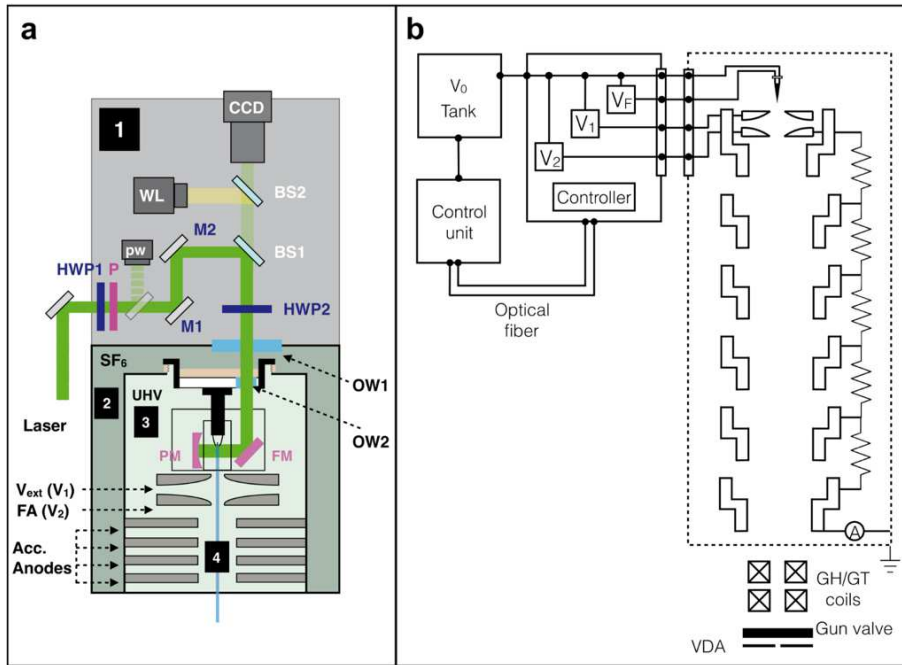 a
1
CCD
WL
BS2
pw
M2
BS1
HWP1 P
M1
HWP2
SF6
OW1
2
UHV
3
Laser
OW2
PM
FM
Vext (V1)
FA (V2)
4
Acc.
Anodes
b
V0
Tank
VF
V1
V2
Controller
Control
unit
Optical
fiber
A
GH/GT
coils
Gun valve
VDA